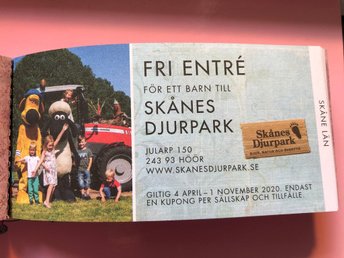 FRI ENTRÉ
FÖR ETT BARN TILL
SKÅNES
DJURPARK
JULARP 150
243 93 HÖÖR
WWW.SKANESDJURPARK.SE
GILTIG 4 APRIL–1 NOVEMBER 2020. ENDAST
EN KUPONG PER SÄLLSKAP OCH TILLFÄLLE.
Skånes
Djurpark
SKÅNE LÄN